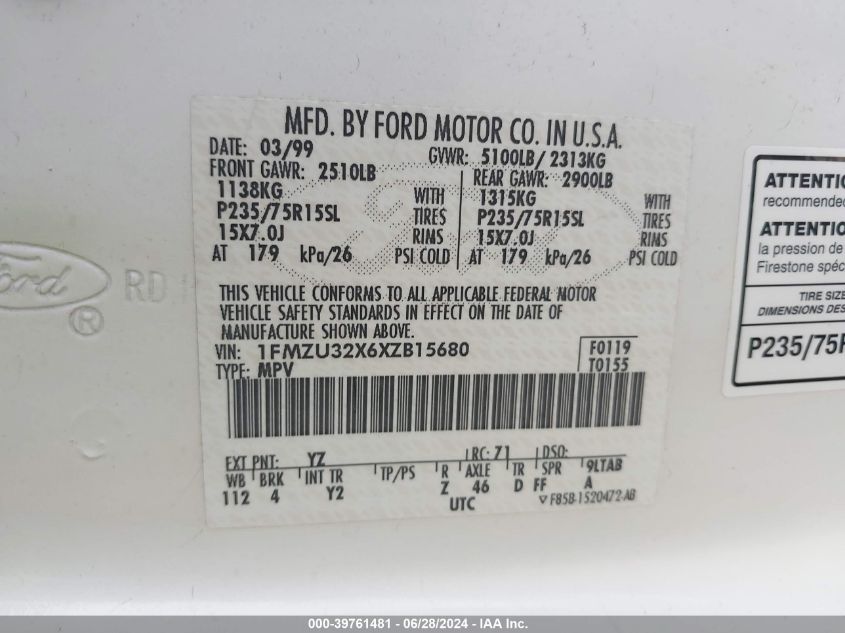 MFD. BY FORD MOTOR CO. IN U.S.A.
DATE: 03/99 GVWR: 5100LB/ 2313KG
FRONT GAWR: 2510LB REAR GAWR: 2900LB
1138KG WITH 1315KG WITH
P235/75R15SL TIRES P235/75R15SL TIRES
15X7.0J RIMS 15X7.0J RIMS
AT 179 kPa/26 PSI COLD AT 179 kPa/26 PSI COLD
THIS VEHICLE CONFORMS TO ALL APPLICABLE FEDERAL MOTOR
VEHICLE SAFETY STANDARDS IN EFFECT ON THE DATE OF
MANUFACTURE SHOWN ABOVE.
VIN: 1FMZU32X6XZB15680 F0119
TYPE: MPV T0155
EXT PNT: YZ RC: 71 DSO:
WB BRK INT TR TP/PS R AXLE TR SPR 9LTAB
112 4 Y2 Z 46 D FF A
UTC ▽F85B-1520472-AB
Ford RD
®
ATTENTIO
recommended
ATTENTIO
la pression de
Firestone spéc
TIRE SIZE
DIMENSIONS DES
P235/75R
000-39761481 - 06/28/2024 - IAA Inc.